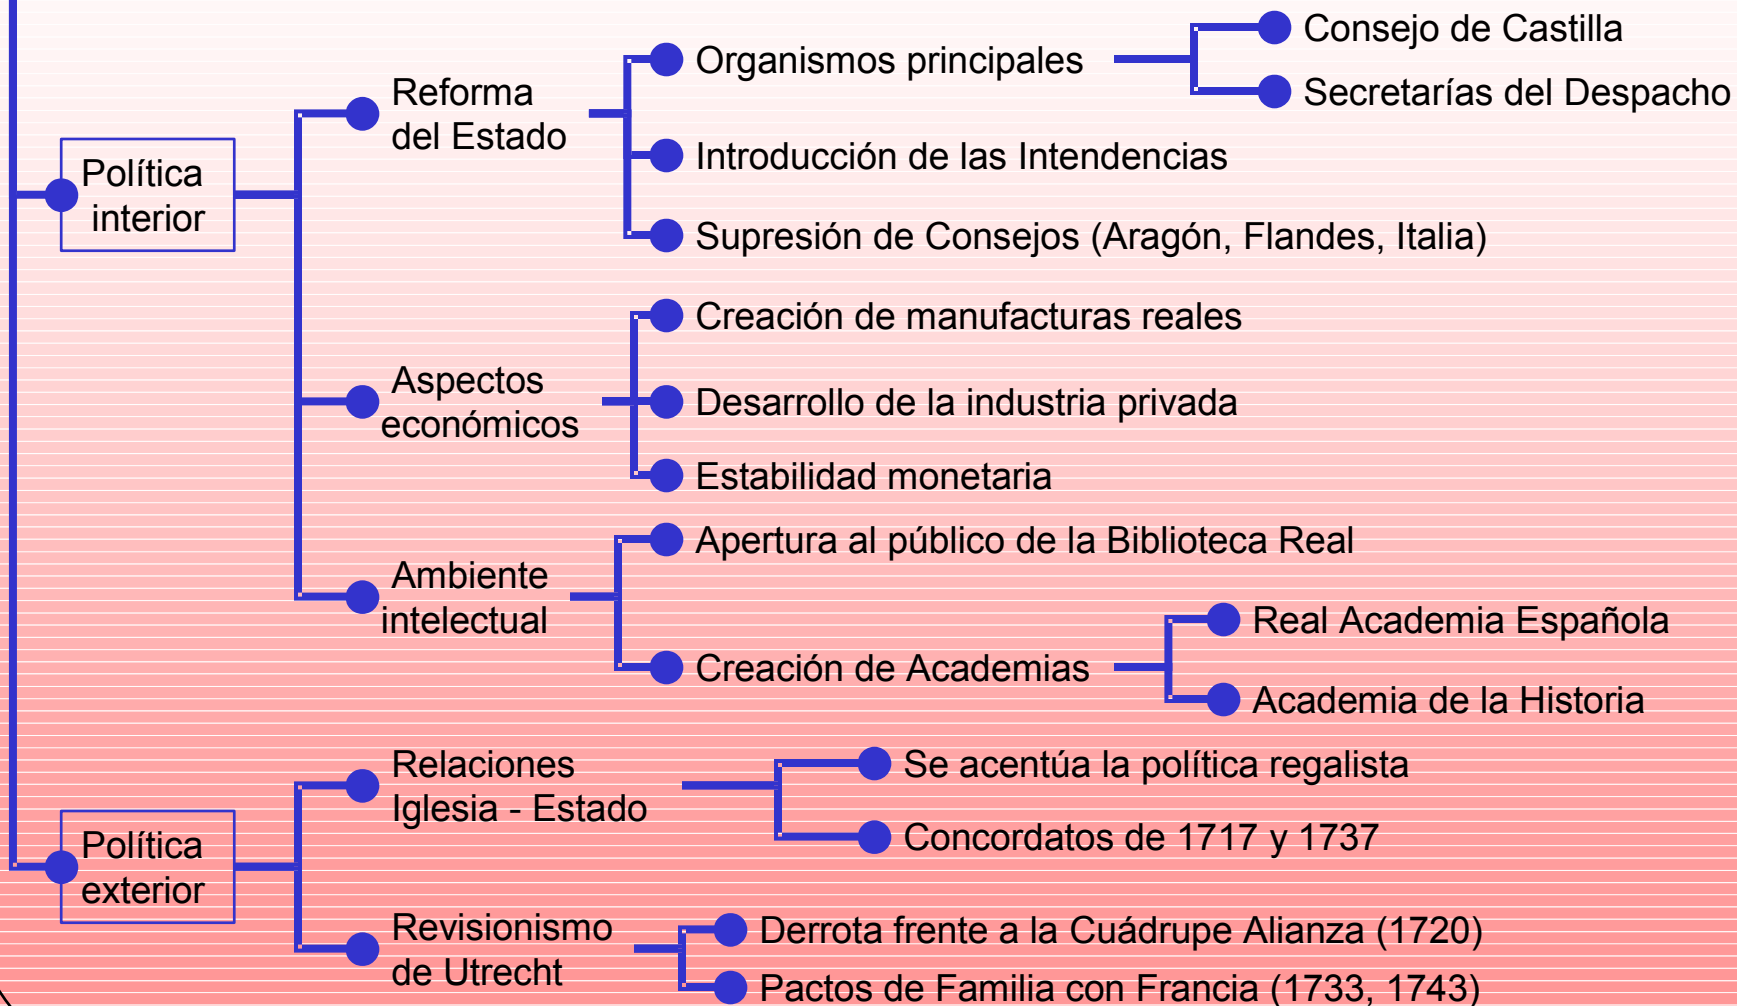 Política
interior
Reforma
del Estado
Organismos principales
Consejo de Castilla
Secretarías del Despacho
Introducción de las Intendencias
Supresión de Consejos (Aragón, Flandes, Italia)
Aspectos
económicos
Creación de manufacturas reales
Desarrollo de la industria privada
Estabilidad monetaria
Ambiente
intelectual
Apertura al público de la Biblioteca Real
Creación de Academias
Real Academia Española
Academia de la Historia
Política
exterior
Relaciones
Iglesia - Estado
Se acentúa la política regalista
Concordatos de 1717 y 1737
Revisionismo
de Utrecht
Derrota frente a la Cuádrupe Alianza (1720)
Pactos de Familia con Francia (1733, 1743)